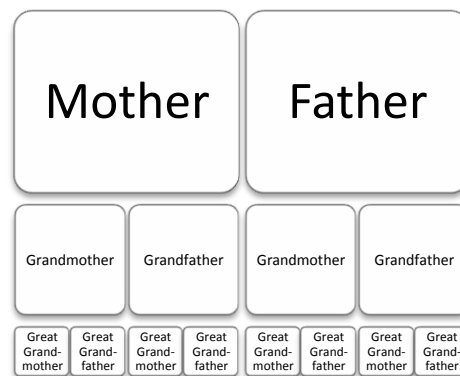 Mother Father
Grandmother Grandfather Grandmother Grandfather
Great Great Great Great Great Great Great Great
Grand- Grand- Grand- Grand- Grand- Grand- Grand- Grand-
mother father mother father mother father mother father